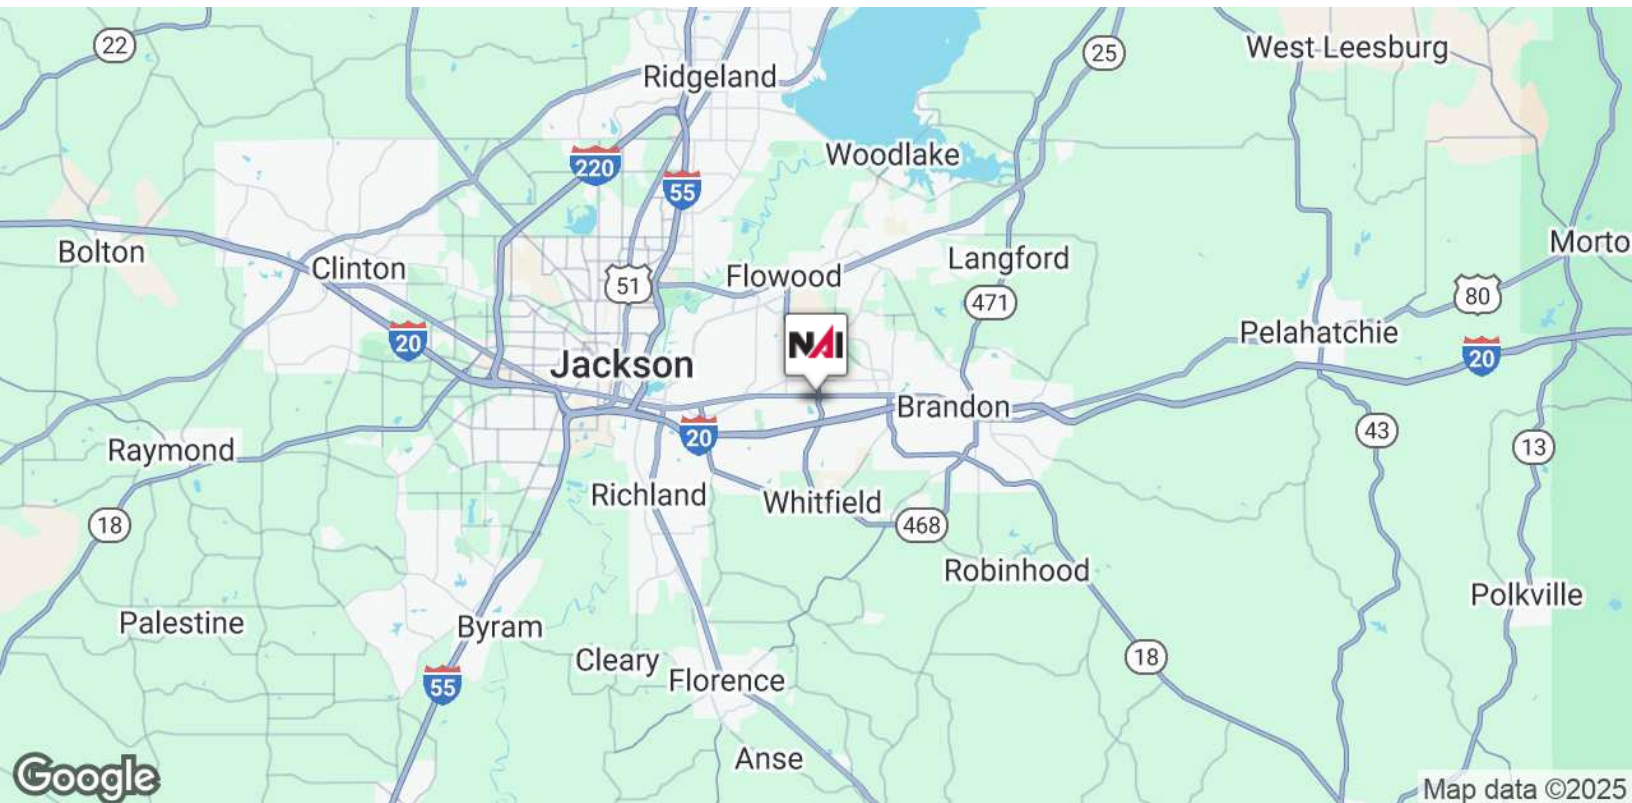 22
25
West Leesburg
Ridgeland
Woodlake
220
55
Bolton
Clinton
51
Flowood
Langford
Morto
471
80
20
NAI
Pelahatchie
20
Jackson
Brandon
20
43
13
Raymond
Richland
Whitfield
18
468
Robinhood
Polkville
Palestine
Byram
Cleary
Florence
18
55
Anse
Google
Map data ©2025